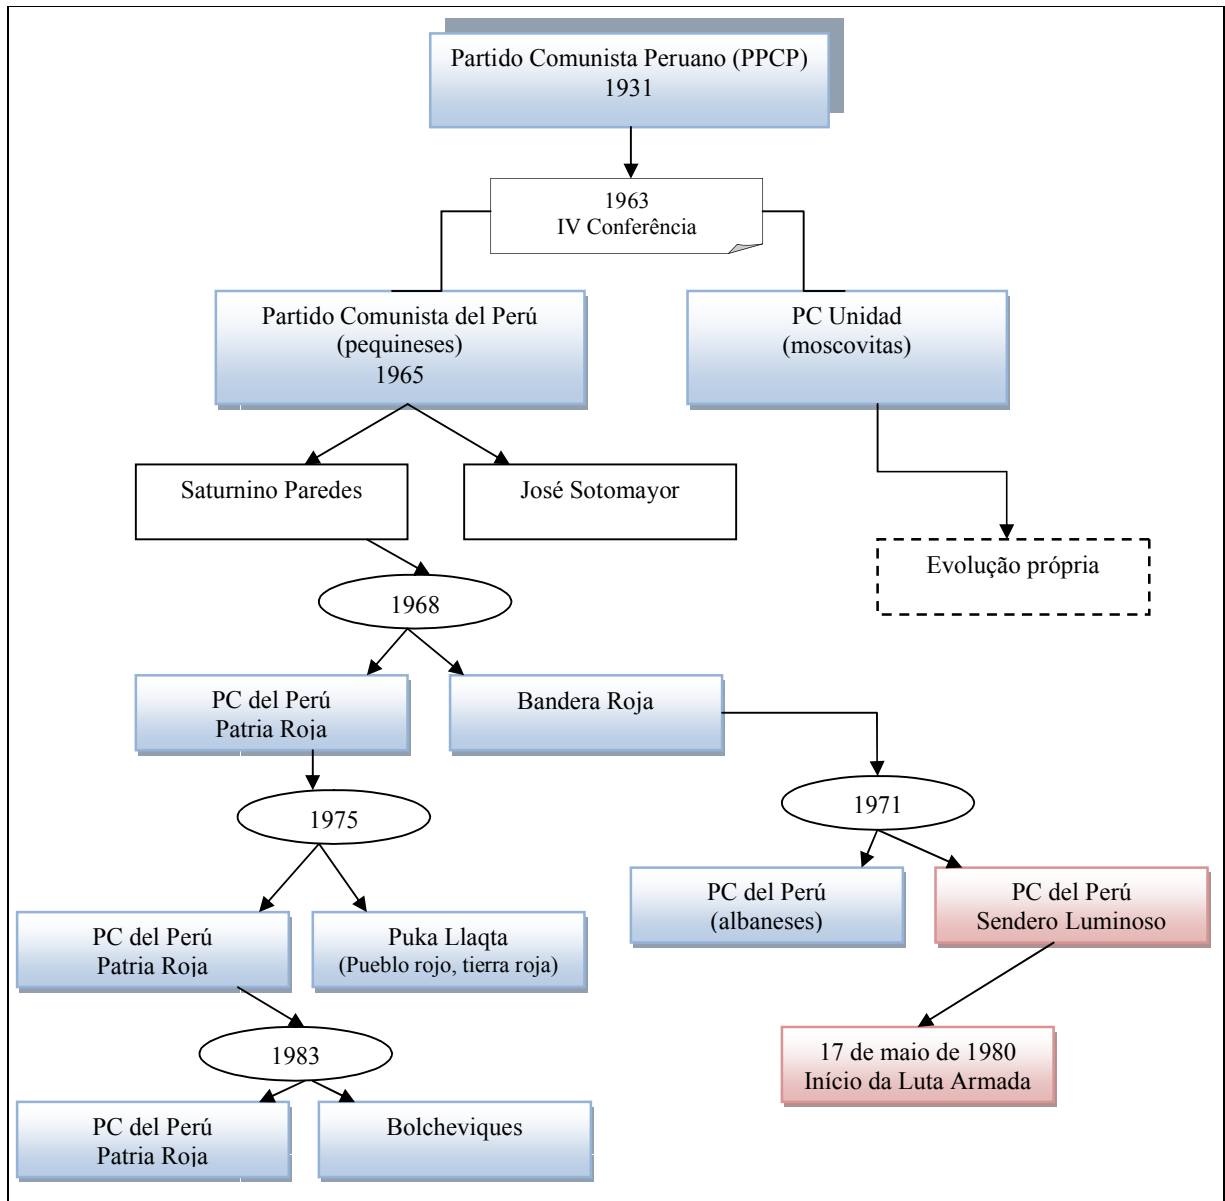 Partido Comunista Peruano (PPCP)
1931
1963
IV Conferência
Partido Comunista del Perú
(pequineses)
1965
PC Unidad
(moscovitas)
Saturnino Paredes
José Sotomayor
Evolução própria
1968
PC del Perú
Patria Roja
Bandera Roja
1975
1971
PC del Perú
(albaneses)
PC del Perú
Sendero Luminoso
PC del Perú
Patria Roja
Puka Llaqta
(Pueblo rojo, tierra roja)
1983
17 de maio de 1980
Início da Luta Armada
PC del Perú
Patria Roja
Bolcheviques